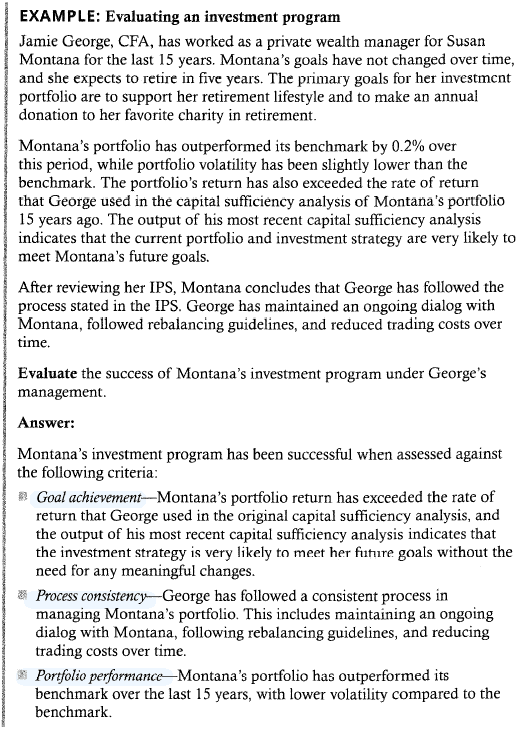 EXAMPLE: Evaluating an investment program
Jamie George, CFA, has worked as a private wealth manager for Susan
Montana for the last 15 years. Montana's goals have not changed over time,
and she expects to retire in five years. The primary goals for her investment
portfolio are to support her retirement lifestyle and to make an annual
donation to her favorite charity in retirement.
Montana's portfolio has outperformed its benchmark by 0.2% over
this period, while portfolio volatility has been slightly lower than the
benchmark. The portfolio's return has also exceeded the rate of return
that George used in the capital sufficiency analysis of Montana's portfolio
15 years ago. The output of his most recent capital sufficiency analysis
indicates that the current portfolio and investment strategy are very likely to
meet Montana's future goals.
After reviewing her IPS, Montana concludes that George has followed the
process stated in the IPS. George has maintained an ongoing dialog with
Montana, followed rebalancing guidelines, and reduced trading costs over
time.
Evaluate the success of Montana's investment program under George's
management.
Answer:
Montana's investment program has been successful when assessed against
the following criteria:
Goal achievement—Montana's portfolio return has exceeded the rate of
return that George used in the original capital sufficiency analysis, and
the output of his most recent capital sufficiency analysis indicates that
the investment strategy is very likely to meet her future goals without the
need for any meaningful changes.
Process consistency—George has followed a consistent process in
managing Montana's portfolio. This includes maintaining an ongoing
dialog with Montana, following rebalancing guidelines, and reducing
trading costs over time.
Portfolio performance—Montana's portfolio has outperformed its
benchmark over the last 15 years, with lower volatility compared to the
benchmark.